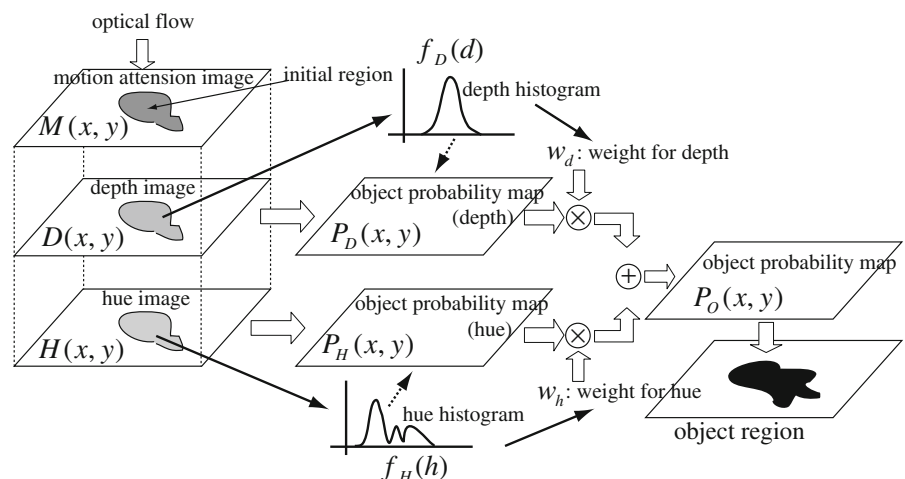 optical flow
motion attension image
initial region
M(x, y)
f_D(d)
depth histogram
w_d: weight for depth
depth image
D(x, y)
object probability map
(depth)
P_D(x, y)
×
+
object probability map
P_O(x, y)
hue image
H(x, y)
object probability map
(hue)
P_H(x, y)
×
w_h: weight for hue
hue histogram
f_H(h)
object region